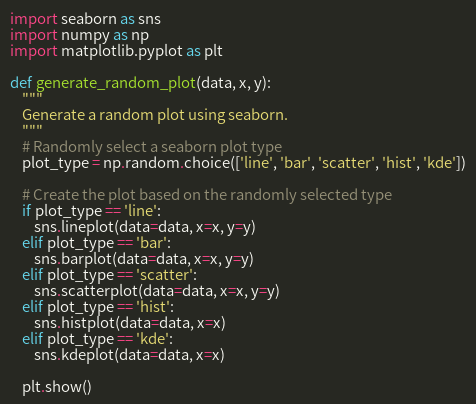 import seaborn as sns
import numpy as np
import matplotlib.pyplot as plt

def generate_random_plot(data, x, y):
    """
    Generate a random plot using seaborn.
    """
    # Randomly select a seaborn plot type
    plot_type = np.random.choice(['line', 'bar', 'scatter', 'hist', 'kde'])

    # Create the plot based on the randomly selected type
    if plot_type == 'line':
        sns.lineplot(data=data, x=x, y=y)
    elif plot_type == 'bar':
        sns.barplot(data=data, x=x, y=y)
    elif plot_type == 'scatter':
        sns.scatterplot(data=data, x=x, y=y)
    elif plot_type == 'hist':
        sns.histplot(data=data, x=x)
    elif plot_type == 'kde':
        sns.kdeplot(data=data, x=x)

    plt.show()